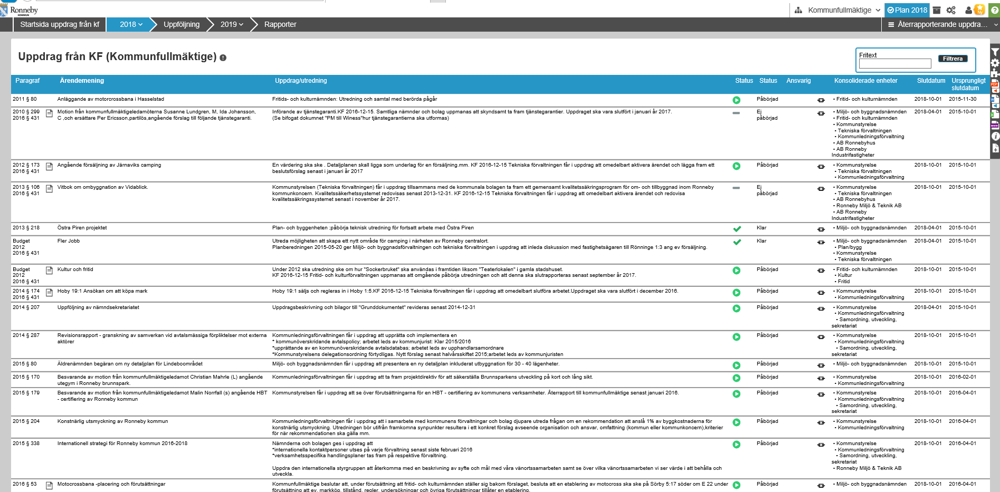 Ronneby
KOMMUN
Kommunfullmäktige
Plan 2018
Ny
?
Startsida uppdrag från kf
2018
Uppföljning
2019
Rapporter
Återrapporterande uppdra...
Uppdrag från KF (Kommunfullmäktige)
Fritext
Filtrera
Paragraf Ärendemening Uppdrag/utredning Status Status Ansvarig Konsoliderade enheter Slutdatum Ursprungligt
slutdatum
2011 § 80 Anläggande av motorcrossbana i Hasselstad Fritids- och kulturnämnden: Utredning och samtal med berörda pågår Påbörjad • Fritid- och kulturnämnden 2018-10-01 2015-11-30
2010 § 299 Motion från kommunfullmäktigeledamöterna Susanne Lundgren, M, Ida Johansson, Införande av tjänstegaranti.KF 2016-12-15. Samtliga nämnder och bolag uppmanas att skyndsamt ta fram tjänstegarantier. Uppdraget ska vara slutfört i januari år 2017. Ej • Miljö- och byggnadsnämnden 2018-04-01 2015-10-01
2016 § 431 C ,och ersättare Per Ericsson,partilös,angående förslag till följande tjänstegaranti. (Se bifogat dokumnet "PM till Winess"hur tjänstegarantierna ska utformas) påbörjad • Fritid- och kulturnämnden
• Kommunstyrelse
• Tekniska förvaltningen
• Kommunledningsförvaltning
• AB Ronnebyhus
• AB Ronneby
Industrifastigheter
2012 § 173 Angående försäljning av Järnaviks camping En värdering ska ske . Detaljplanen skall ligga som underlag för en försäljning.mm. KF 2016-12-15 Tekniska förvaltningen får i uppdrag att omedelbart aktivera ärendet och lägga fram ett Påbörjad • Kommunstyrelse 2018-10-01 2015-10-01
2016 § 431 beslutsförslag senast i januari år 2017 • Tekniska förvaltningen
• Kommunledningsförvaltning
2013 § 106 Vitbok om ombyggnation av Vidablick. Kommunstyrelsen (Tekniska förvaltningen) får i uppdrag tillsammans med de kommunala bolagen ta fram ett gemensamt kvalitetssäkringsprogram för om- och tillbyggnad inom Ronneby Ej • Kommunstyrelse 2018-10-01 2015-10-01
2016 § 431 kommunkoncern. Kvalitetssäkerhetssystemet redovisas senast 2013-12-31. KF 2016-12-15 Tekniska förvaltningen får i uppdrag att omedelbart aktivera ärendet och redovisa påbörjad • Tekniska förvaltningen
kvalitetssäkringssystemet senast i november år 2017. • AB Ronnebyhus
• Ronneby Miljö & Teknik AB
• AB Ronneby
Industrifastigheter
2013 § 218 Östra Piren projektet Plan- och byggenheten ;påbörja teknisk utredning för fortsatt arbete med Östra Piren Klar • Miljö- och byggnadsnämnden 2018-04-01 2015-10-01
Budget Fler Jobb Utreda möjligheten att skapa ett nytt område för camping i närheten av Ronneby centralort. Klar • Miljö- och byggnadsnämnden 2018-04-01 2015-10-01
2012 Planberedningen 2015-05-20 ger Miljö- och byggnadsförvaltningen och tekniska förvaltningen i uppdrag att inleda diskussion med fastighetsägaren till Rönninge 1:3 ang ev försäljning. • Plan/bygg
2016 § 431 • Kommunstyrelse
• Tekniska förvaltningen
Budget Kultur och fritid Under 2012 ska utredning ske om hur "Sockerbruket" ska användas i framtiden liksom "Teaterlokalen" i gamla stadshuset. Påbörjad • Fritid- och kulturnämnden 2018-10-01 2015-10-01
2012 KF 2016-12-15 Fritid- och kulturförvaltningen uppmanas att omgående påbörja utredningen och att denna ska slutrapporteras senast september år 2017. • Kultur
2016 § 431 • Fritid
2014 § 174 Hoby 19:1 Ansökan om att köpa mark Hoby 19:1 säljs och regleras in i Hoby 1:5.KF 2016-12-15 Tekniska förvaltningen får i uppdrag att omedelbart slutföra arbetet.Uppdraget ska vara slutfört i december 2016. Påbörjad • Kommunstyrelse 2018-10-01 2015-10-01
2016 § 431 • Kommunledningsförvaltning
2014 § 207 Uppföljning av nämndsekretariatet Uppdragsbeskrivning och bilagor till "Grunddokumentet" revideras senast 2014-12-31 Påbörjad • Kommunstyrelse 2018-04-01 2015-10-01
• Kommunledningsförvaltning
• Samordning, utveckling,
sekretariat
2014 § 287 Revisionsrapport - granskning av samverkan vid avtalsmässiga förpliktelser mot externa Kommunledningsförvaltningen får i uppdrag att upprätta och implementera en Påbörjad • Kommunstyrelse 2018-10-01 2015-10-01
aktörer * kommunöverskridande avtalspolicy; arbetet leds av kommunjurist: Klar 2015/2016 • Kommunledningsförvaltning
*upprättande av en kommunöverskridande avtalsdatabas; arbetet leds av upphandlarsamordnare • Samordning, utveckling,
*Kommunstyrelsens delegationsordning förtydligas. Nytt förslag senast halvårsskiftet 2015;arbetet leds av kommunjuristen sekretariat
2015 § 80 Äldrenämnden begäran om ny detaljplan för Lindeboområdet Miljö- och byggnadsnämnden får i uppdrag att presentera en ny detaljplan inkluderat utbyggnation för 30 - 40 lägenheter. Påbörjad • Miljö- och byggnadsnämnden 2018-10-01 2015-10-01
2015 § 170 Besvarande av motion från kommunfullmäktigeledamot Christian Mahrle (L) angående Kommunledningsförvaltningen får i uppdrag att ta fram projektdirektiv för att säkerställa Brunnsparkens utveckling på kort och lång sikt. Påbörjad • Kommunstyrelse 2018-10-01 2016-02-01
utegym i Ronneby brunnspark. • Kommunledningsförvaltning
2015 § 179 Besvarande av motion från kommunfullmäktigeledamot Malin Norrfall (s) angående HBT Kommunstyrelsen får i uppdrag att se över förutsättningarna för en HBT - certifiering av kommunens verksamheter. Återrapport till kommunfullmäktige senast januari 2016. Påbörjad • Kommunstyrelse 2018-10-01 2016-04-01
- certifiering av Ronneby kommun • Kommunledningsförvaltning
• Samordning, utveckling,
sekretariat
2015 § 204 Konstnärlig utsmyckning av Ronneby kommun Kommunledningsförvaltningen får i uppdrag att i samarbete med kommunens förvaltningar och bolag djupare utreda frågan om en rekommendation att anslå 1% av byggkostnaderna för Påbörjad • Kommunstyrelse 2018-10-01 2016-04-01
konstnärlig utsmyckning. Utredningen bör utifrån framkomna synpunkter resultera i ett konkret förslag avseende organisation och ansvar, omfattning (kommun eller kommunkoncern),kriterier • Kommunledningsförvaltning
för när rekommendationen ska gälla mm.
2015 § 338 Internationell strategi för Ronneby kommun 2016-2018 Nämnderna och bolagen ges i uppdrag att Påbörjad • Kommunstyrelse 2018-10-01 2016-04-01
*internationella kontaktpersoner utses på varje förvaltning senast siste februari 2016 • Kommunledningsförvaltning
*verksamhetsspecifika handlingsplaner tas fram på respektive förvaltning. • Samordning, utveckling,
sekretariat
Uppdra den internationella styrgruppen att återkomma med en beskrivning av syfte och mål med våra vänortssamarbeten samt se över vilka vänortssamarbeten vi ser värde i att behålla och • Ronneby Miljö & Teknik AB
utveckla.
2016 § 53 Motocrossbana -placering och förutsättningar Kommunfullmäktige beslutar att, under förutsättning att fritid- och kulturnämnden ställer sig bakom förslaget, besluta att en etablering av motocross ska ske på Sörby 5:17 söder om E 22 under Påbörjad • Miljö- och byggnadsnämnden 2018-10-01 2016-04-01
förutsättning att ev. markköp, tillstånd, regler, undersökningar och övriga förutsättningar tillåter en etablering.
PDF
W
X
www
i